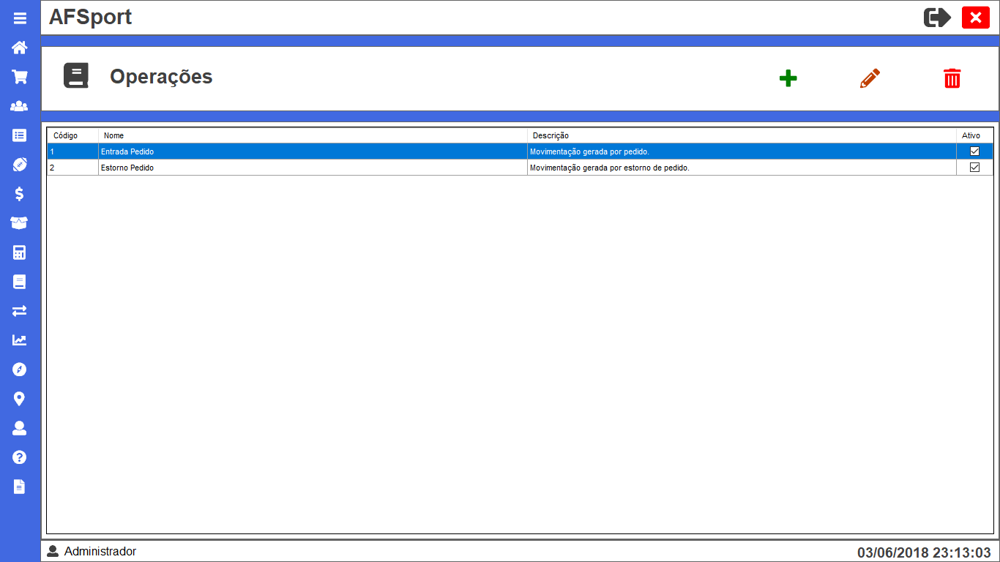 AFSport
Operações
Código Nome Descrição Ativo
1 Entrada Pedido Movimentação gerada por pedido.
2 Estorno Pedido Movimentação gerada por estorno de pedido.
Administrador 03/06/2018 23:13:03